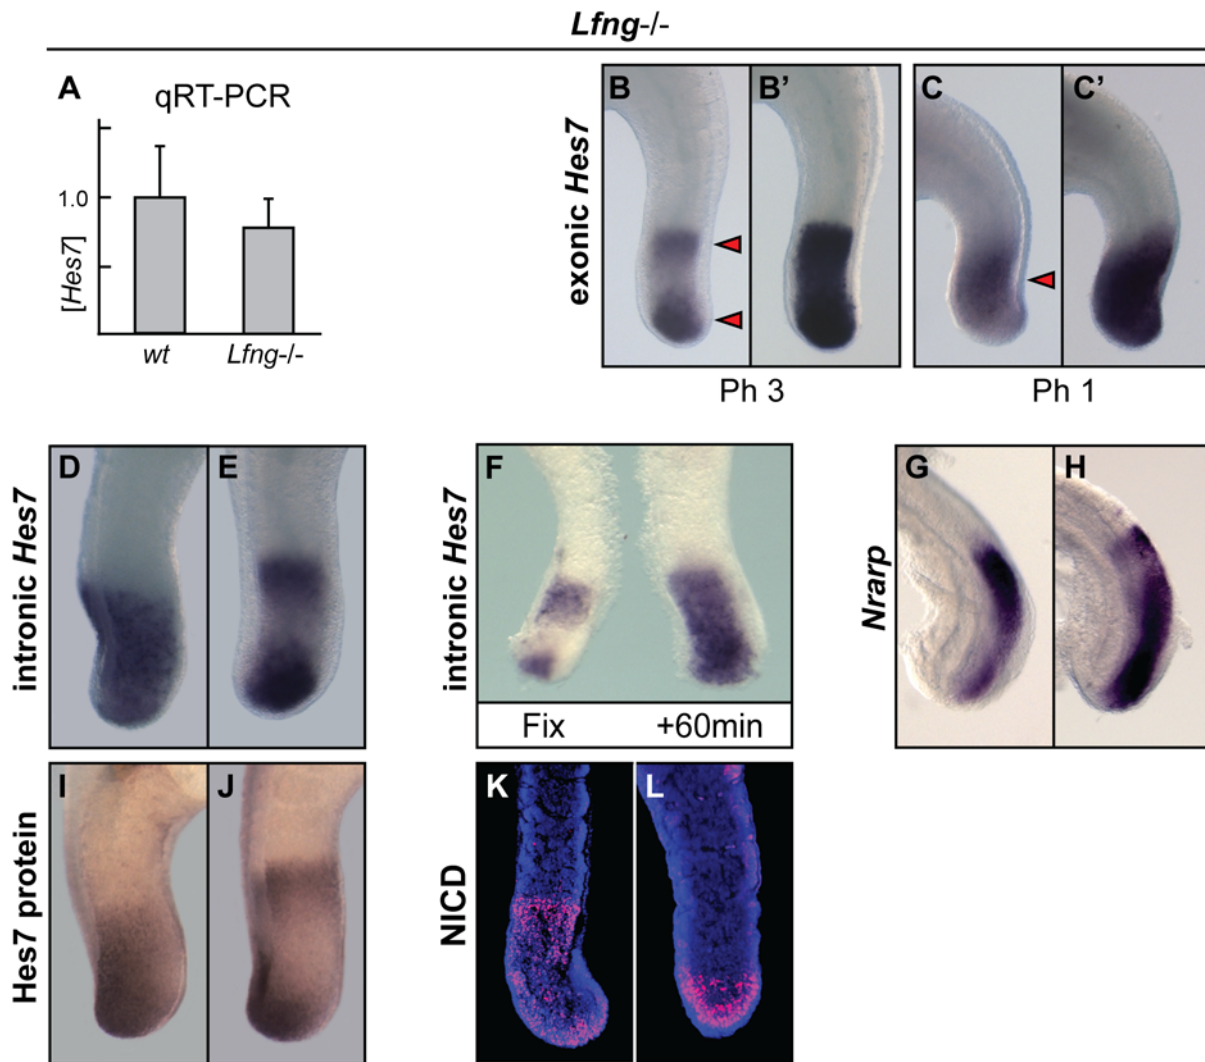 Lfng-/-
A
qRT-PCR
1.0
[Hes7]
wt
Lfng-/-
exonic Hes7
B
B'
C
C'
Ph 3
Ph 1
intronic Hes7
D
E
intronic Hes7
F
Fix
+60min
Nrarp
G
H
Hes7 protein
I
J
NICD
K
L